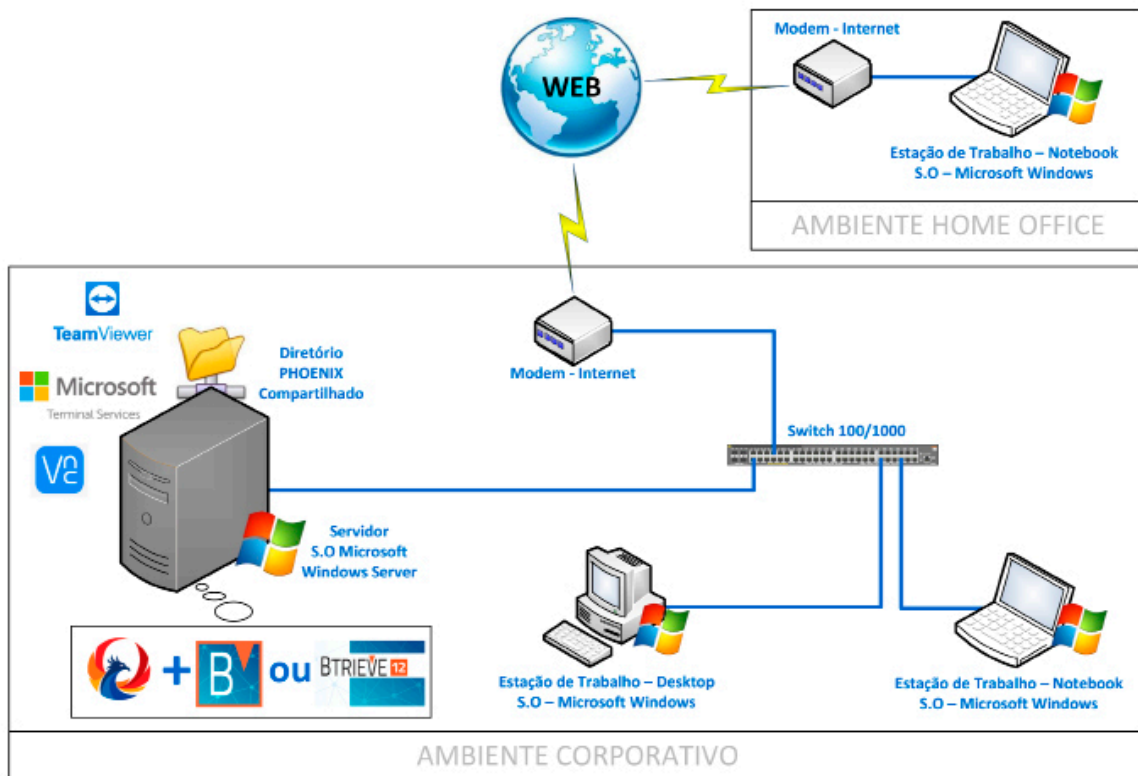 Modem - Internet
WEB
Estação de Trabalho – Notebook
S.O – Microsoft Windows
AMBIENTE HOME OFFICE
TeamViewer
Diretório
PHOENIX
Compartilhado
Microsoft
Terminal Services
Modem - Internet
Switch 100/1000
Vnc
Servidor
S.O Microsoft
Windows Server
+ B ou BTRIEVE 12
Estação de Trabalho – Desktop
S.O – Microsoft Windows
Estação de Trabalho – Notebook
S.O – Microsoft Windows
AMBIENTE CORPORATIVO